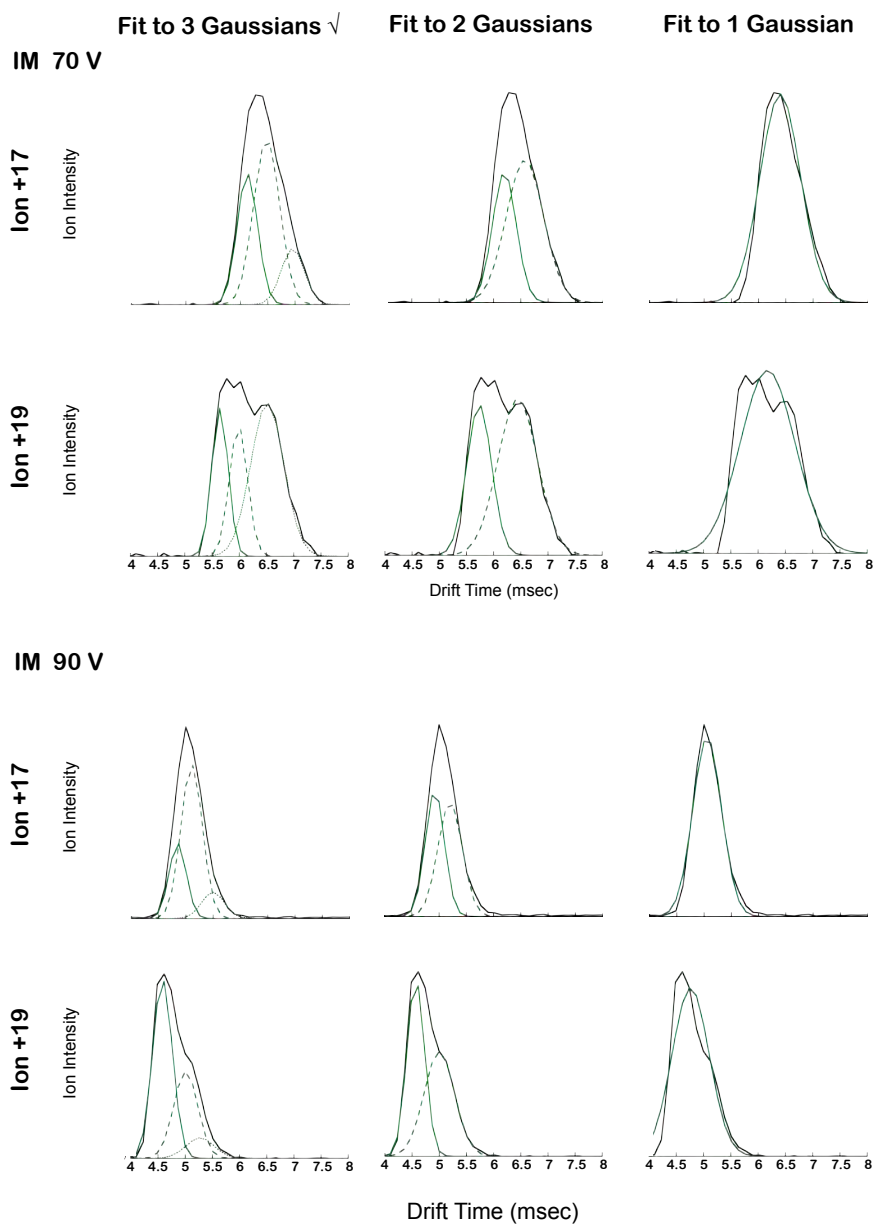 Fit to 3 Gaussians √ Fit to 2 Gaussians Fit to 1 Gaussian
IM 70 V
Ion +17
Ion Intensity
Ion +19
Ion Intensity
4 4.5 5 5.5 6 6.5 7 7.5 8
4 4.5 5 5.5 6 6.5 7 7.5 8
4 4.5 5 5.5 6 6.5 7 7.5 8
Drift Time (msec)
IM 90 V
Ion +17
Ion Intensity
Ion +19
Ion Intensity
4 4.5 5 5.5 6 6.5 7 7.5 8
4 4.5 5 5.5 6 6.5 7 7.5 8
4 4.5 5 5.5 6 6.5 7 7.5 8
Drift Time (msec)